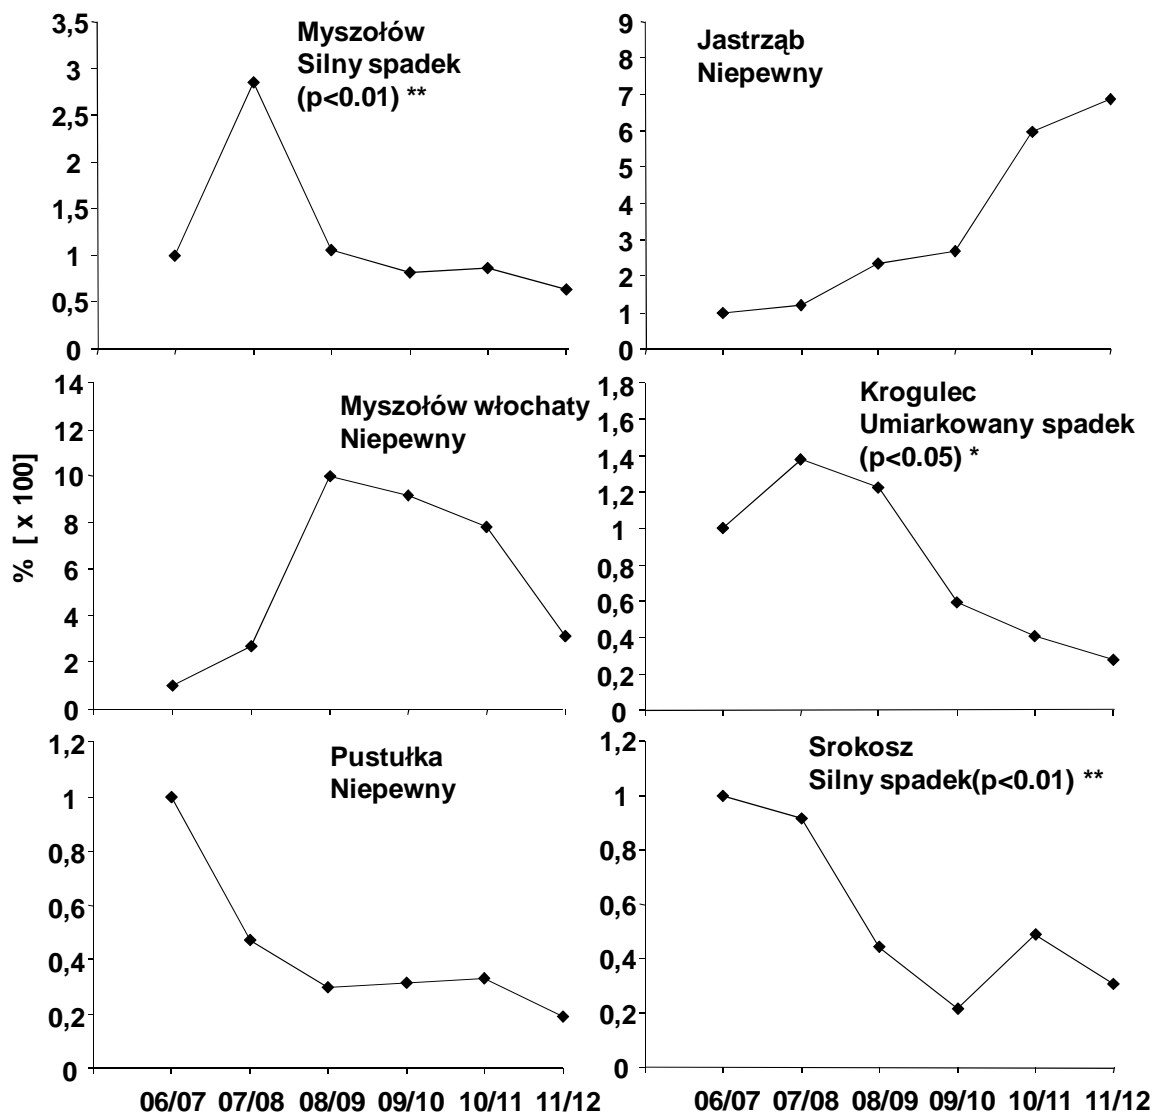 Myszołów
Silny spadek
(p<0.01) **
3,5
3
2,5
2
1,5
1
0,5
0
Jastrząb
Niepewny
9
8
7
6
5
4
3
2
1
0
% [ x 100]
Myszołów włochaty
Niepewny
14
12
10
8
6
4
2
0
Krogulec
Umiarkowany spadek
(p<0.05) *
1,8
1,6
1,4
1,2
1
0,8
0,6
0,4
0,2
0
Pustułka
Niepewny
1,2
1
0,8
0,6
0,4
0,2
0
06/07 07/08 08/09 09/10 10/11 11/12
Srokosz
Silny spadek(p<0.01) **
1,2
1
0,8
0,6
0,4
0,2
0
06/07 07/08 08/09 09/10 10/11 11/12